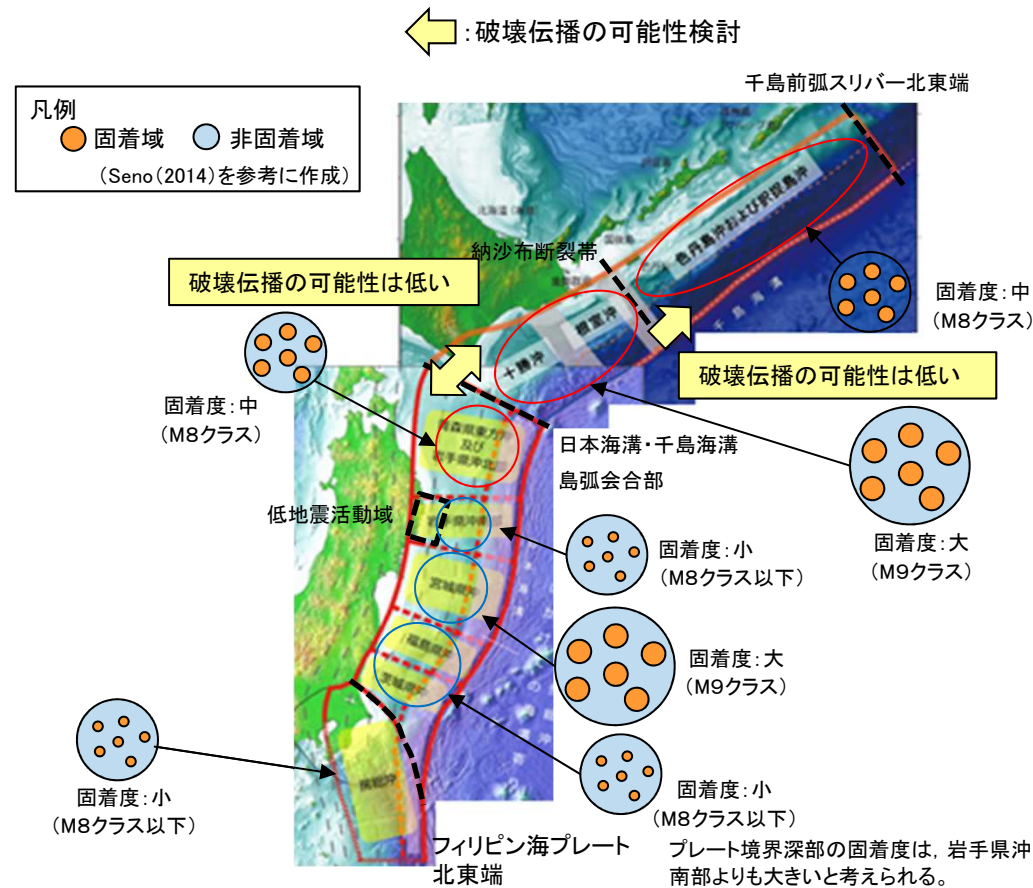 :破壊伝播の可能性検討
千島前弧スリバー北東端
凡例
固着域 非固着域
(Seno(2014)を参考に作成)
色丹島沖および択捉島沖
納沙布断裂帯
破壊伝播の可能性は低い
固着度:中
(M8クラス)
千島海溝
根室沖
十勝沖
破壊伝播の可能性は低い
固着度:中
(M8クラス)
青森県東方沖
及び
岩手県沖北部
日本海溝・千島海溝
島弧会合部
固着度:大
(M9クラス)
低地震活動域
岩手県沖南部
固着度:小
(M8クラス以下)
宮城県沖
固着度:大
(M9クラス)
福島県沖
茨城県沖
固着度:小
(M8クラス以下)
房総沖
固着度:小
(M8クラス以下)
フィリピン海プレート
北東端
プレート境界深部の固着度は, 岩手県沖
南部よりも大きいと考えられる。